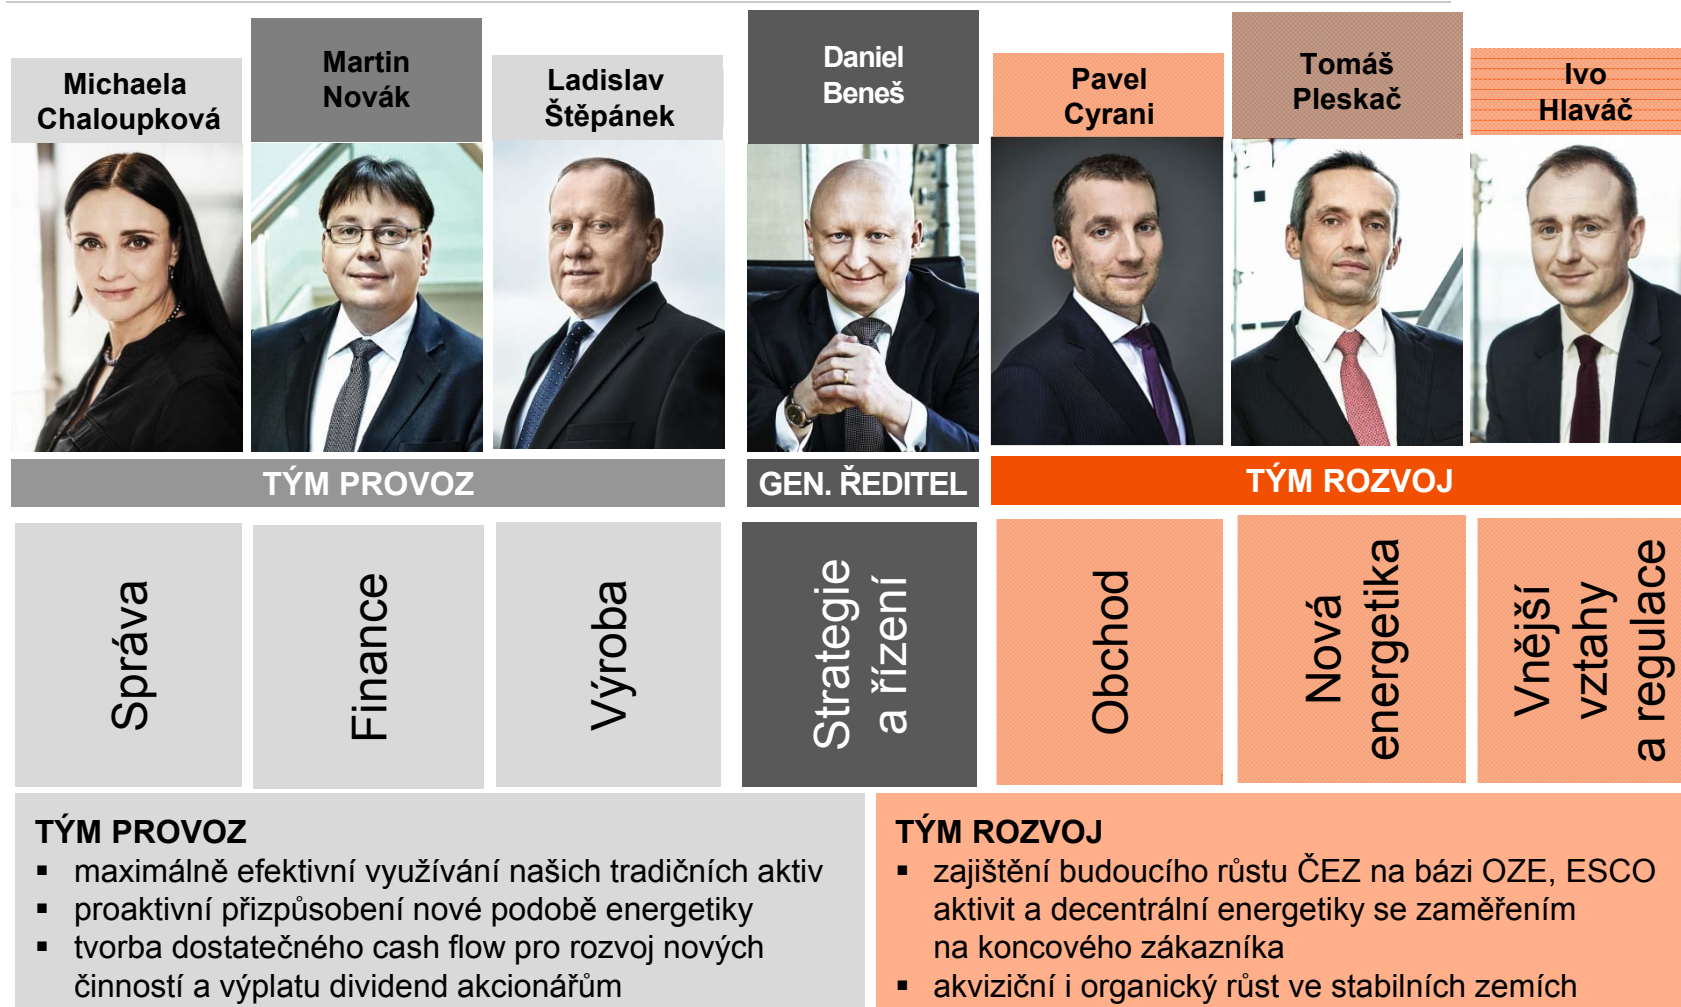 Michaela
Chaloupková
Martin
Novák
Ladislav
Štěpánek
Daniel
Beneš
Pavel
Cyrani
Tomáš
Pleskač
Ivo
Hlaváč
TÝM PROVOZ
GEN. ŘEDITEL
TÝM ROZVOJ
Správa
Finance
Výroba
Strategie
a řízení
Obchod
Nová
energetika
Vnější
vztahy
a regulace
TÝM PROVOZ
▪ maximálně efektivní využívání našich tradičních aktiv
▪ proaktivní přizpůsobení nové podobě energetiky
▪ tvorba dostatečného cash flow pro rozvoj nových
činností a výplatu dividend akcionářům
TÝM ROZVOJ
▪ zajištění budoucího růstu ČEZ na bázi OZE, ESCO
aktivit a decentrální energetiky se zaměřením
na koncového zákazníka
▪ akviziční i organický růst ve stabilních zemích